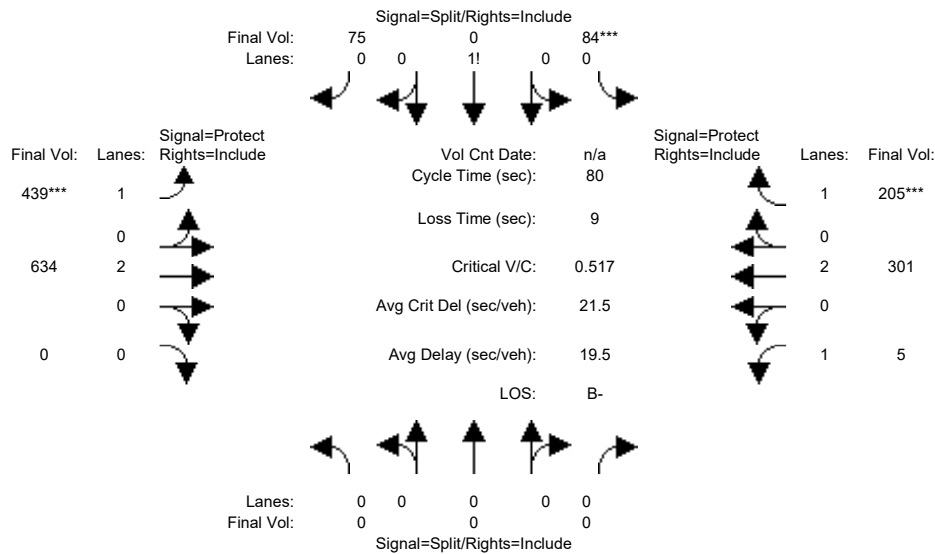 Signal=Split/Rights=Include
Final Vol: 75 0 84***
Lanes: 0 0 1! 0 0
Signal=Protect Signal=Protect
Final Vol: Lanes: Rights=Include Vol Cnt Date: n/a Rights=Include Lanes: Final Vol:
Cycle Time (sec): 80
439*** 1 1 205***
Loss Time (sec): 9
0 0
634 2 Critical V/C: 0.517 2 301
0 Avg Crit Del (sec/veh): 21.5 0
0 0 Avg Delay (sec/veh): 19.5 1 5
LOS: B-
Lanes: 0 0 0 0 0
Final Vol: 0 0 0
Signal=Split/Rights=Include